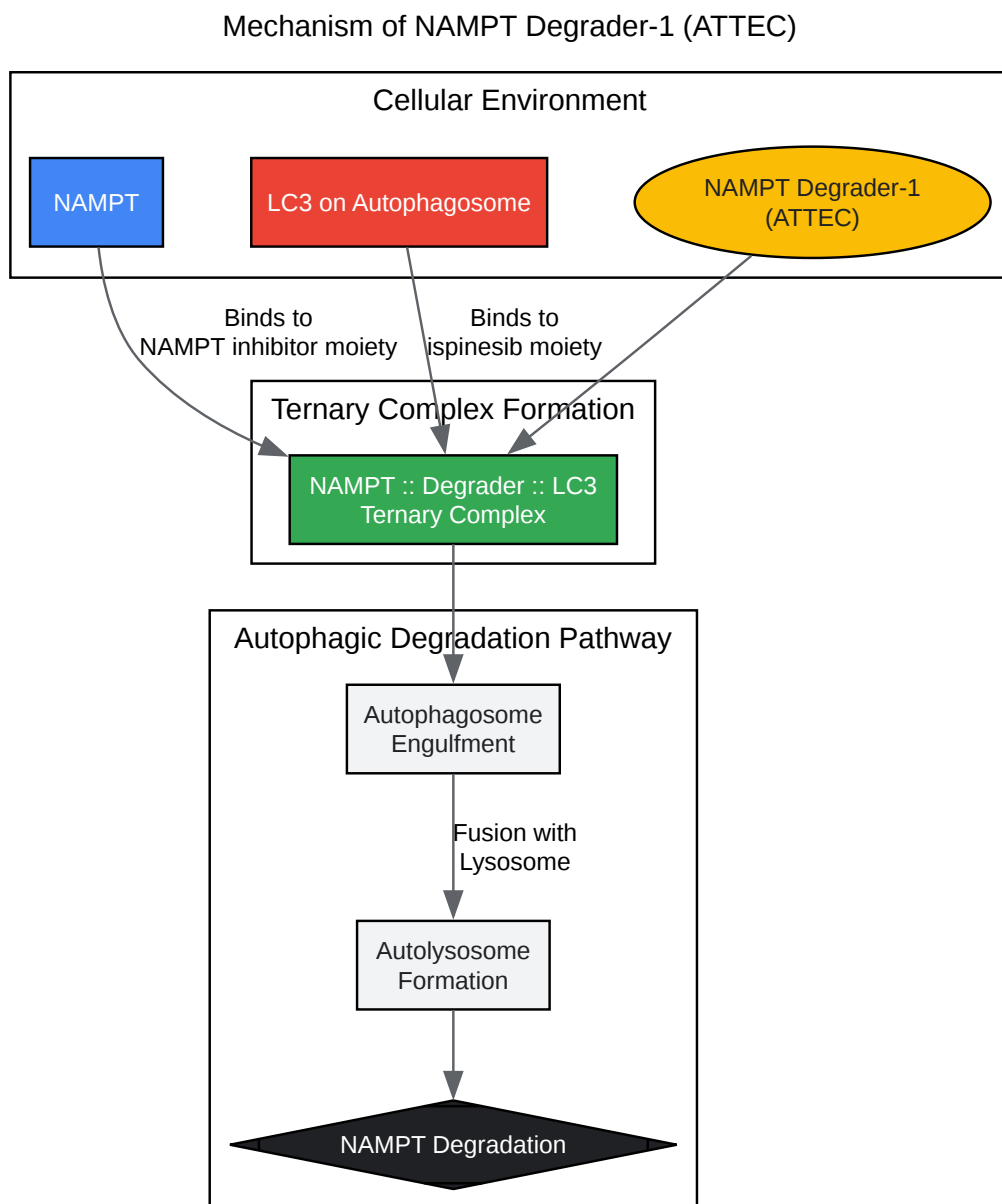 Mechanism of NAMPT Degrader-1 (ATTEC)
Cellular Environment
NAMPT
LC3 on Autophagosome
NAMPT Degrader-1
(ATTEC)
Binds to
NAMPT inhibitor moiety
Binds to
ispinesib moiety
Ternary Complex Formation
NAMPT :: Degrader :: LC3
Ternary Complex
Autophagic Degradation Pathway
Autophagosome
Engulfment
Fusion with
Lysosome
Autolysosome
Formation
NAMPT Degradation